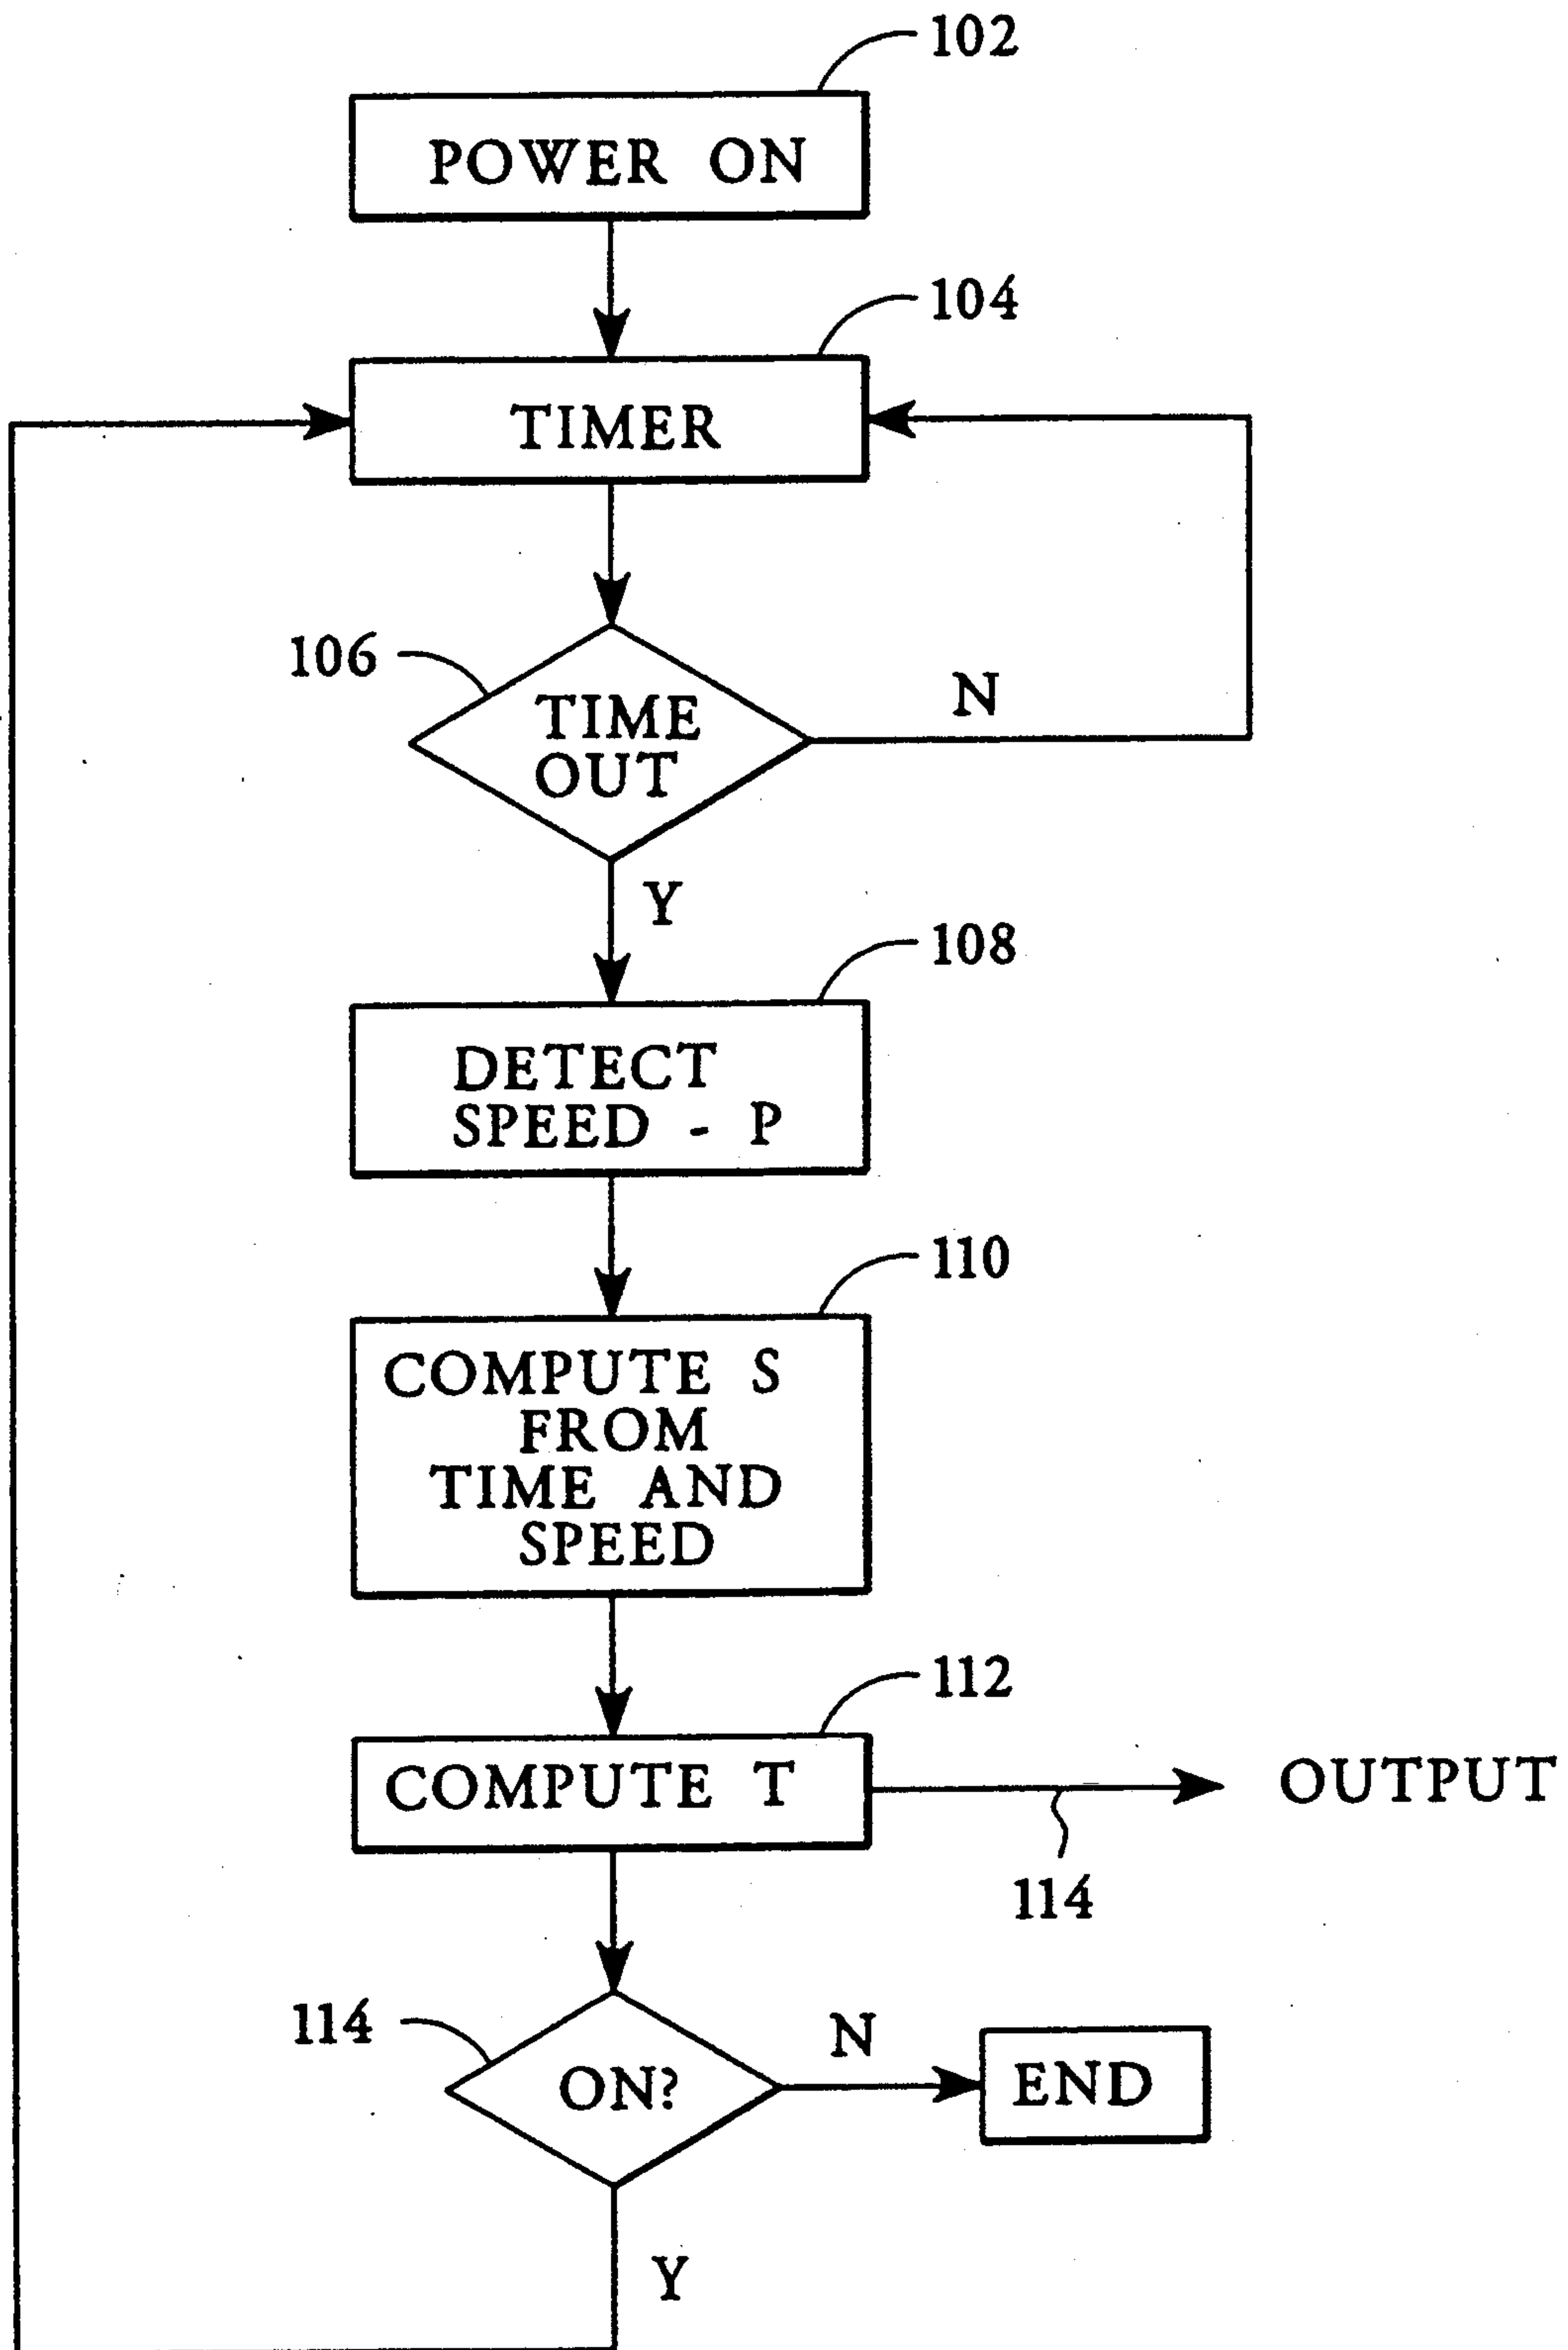 102
POWER ON
104
TIMER
106
TIME
OUT
N
Y
108
DETECT
SPEED - P
110
COMPUTE S
FROM
TIME AND
SPEED
112
COMPUTE T
OUTPUT
114
114
ON?
N
END
Y